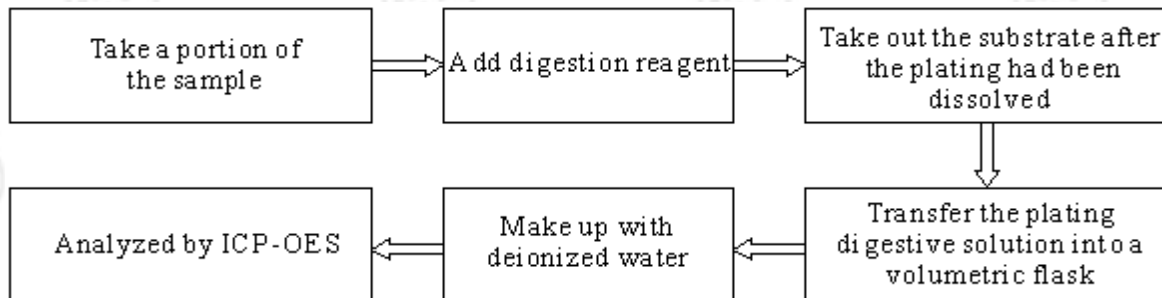 Take a portion of
the sample
Add digestion reagent
Take out the substrate after
the plating had been
dissolved
Transfer the plating
digestive solution into a
volumetric flask
Make up with
deionized water
Analyzed by ICP-OES